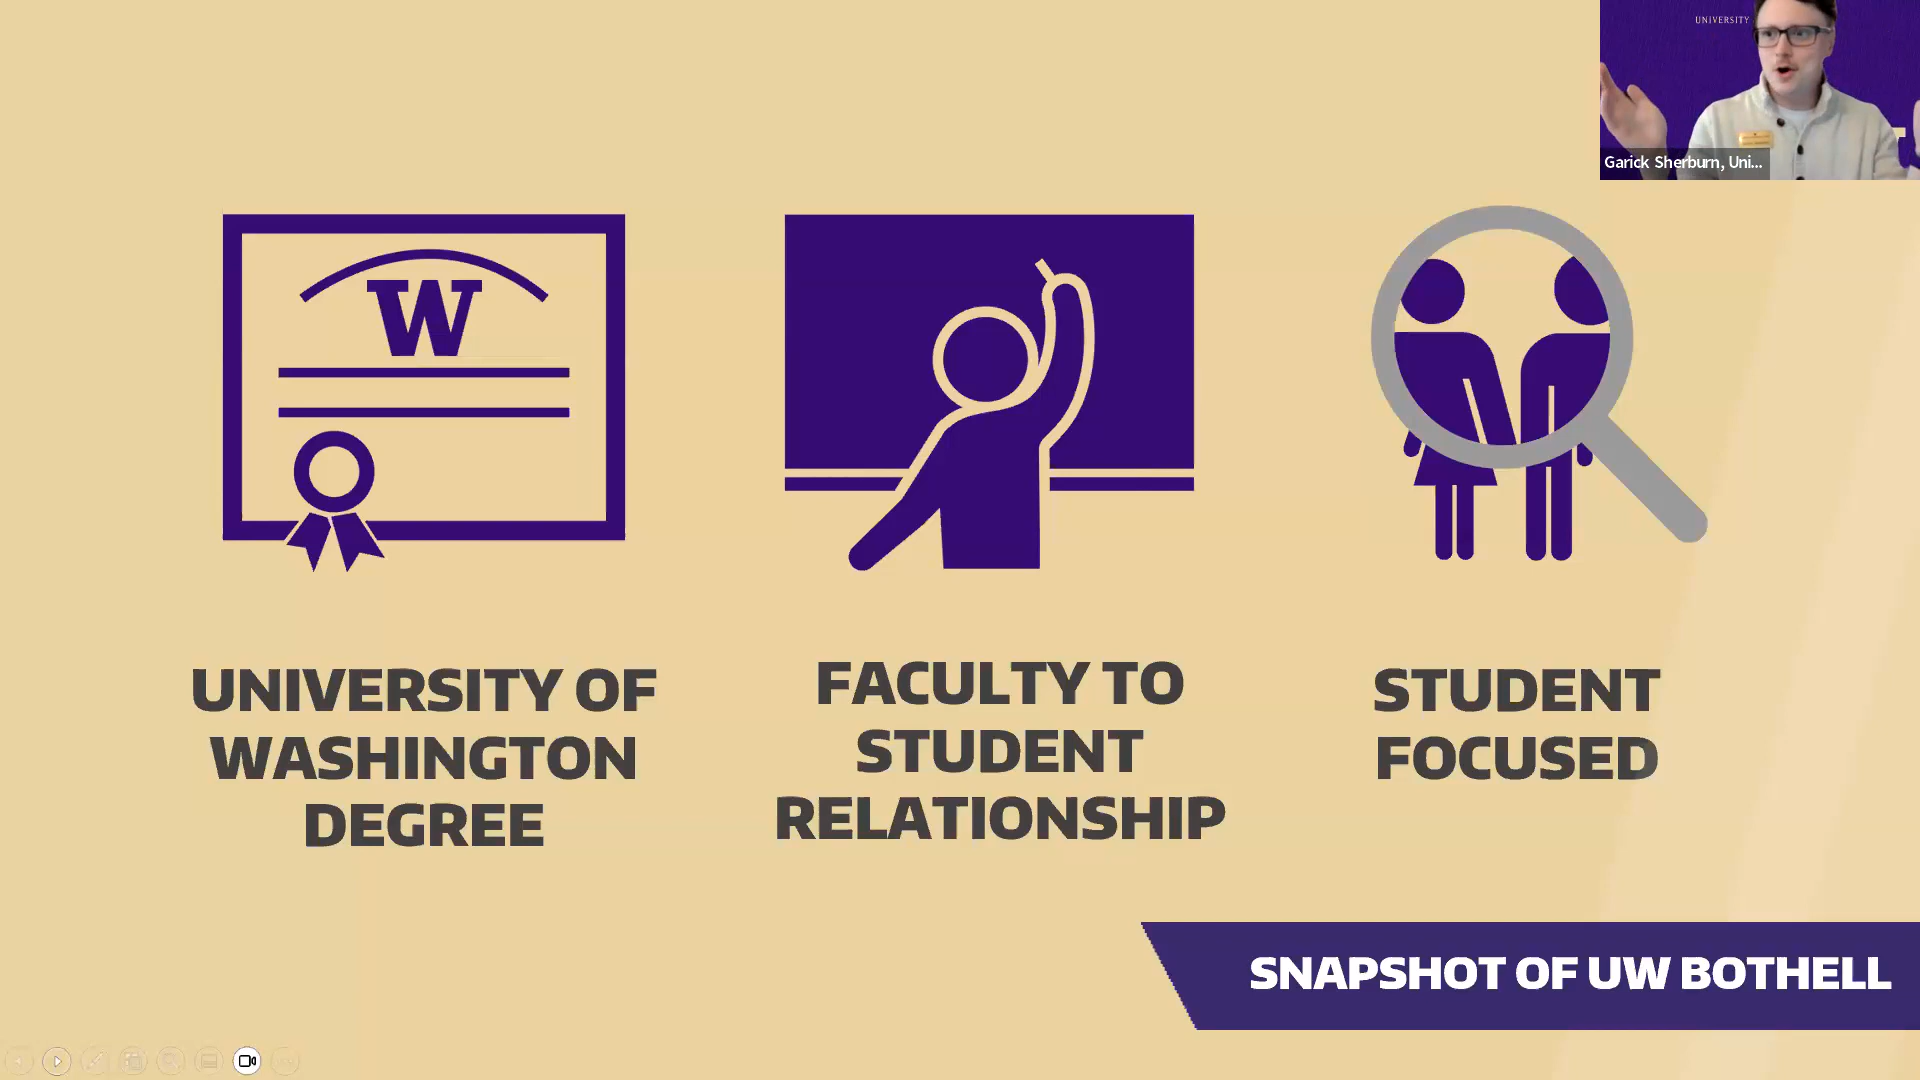 UNIVERSITY
Garick Sherburn, Uni...
W
UNIVERSITY OF
WASHINGTON
DEGREE
FACULTY TO
STUDENT
RELATIONSHIP
STUDENT
FOCUSED
SNAPSHOT OF UW BOTHELL